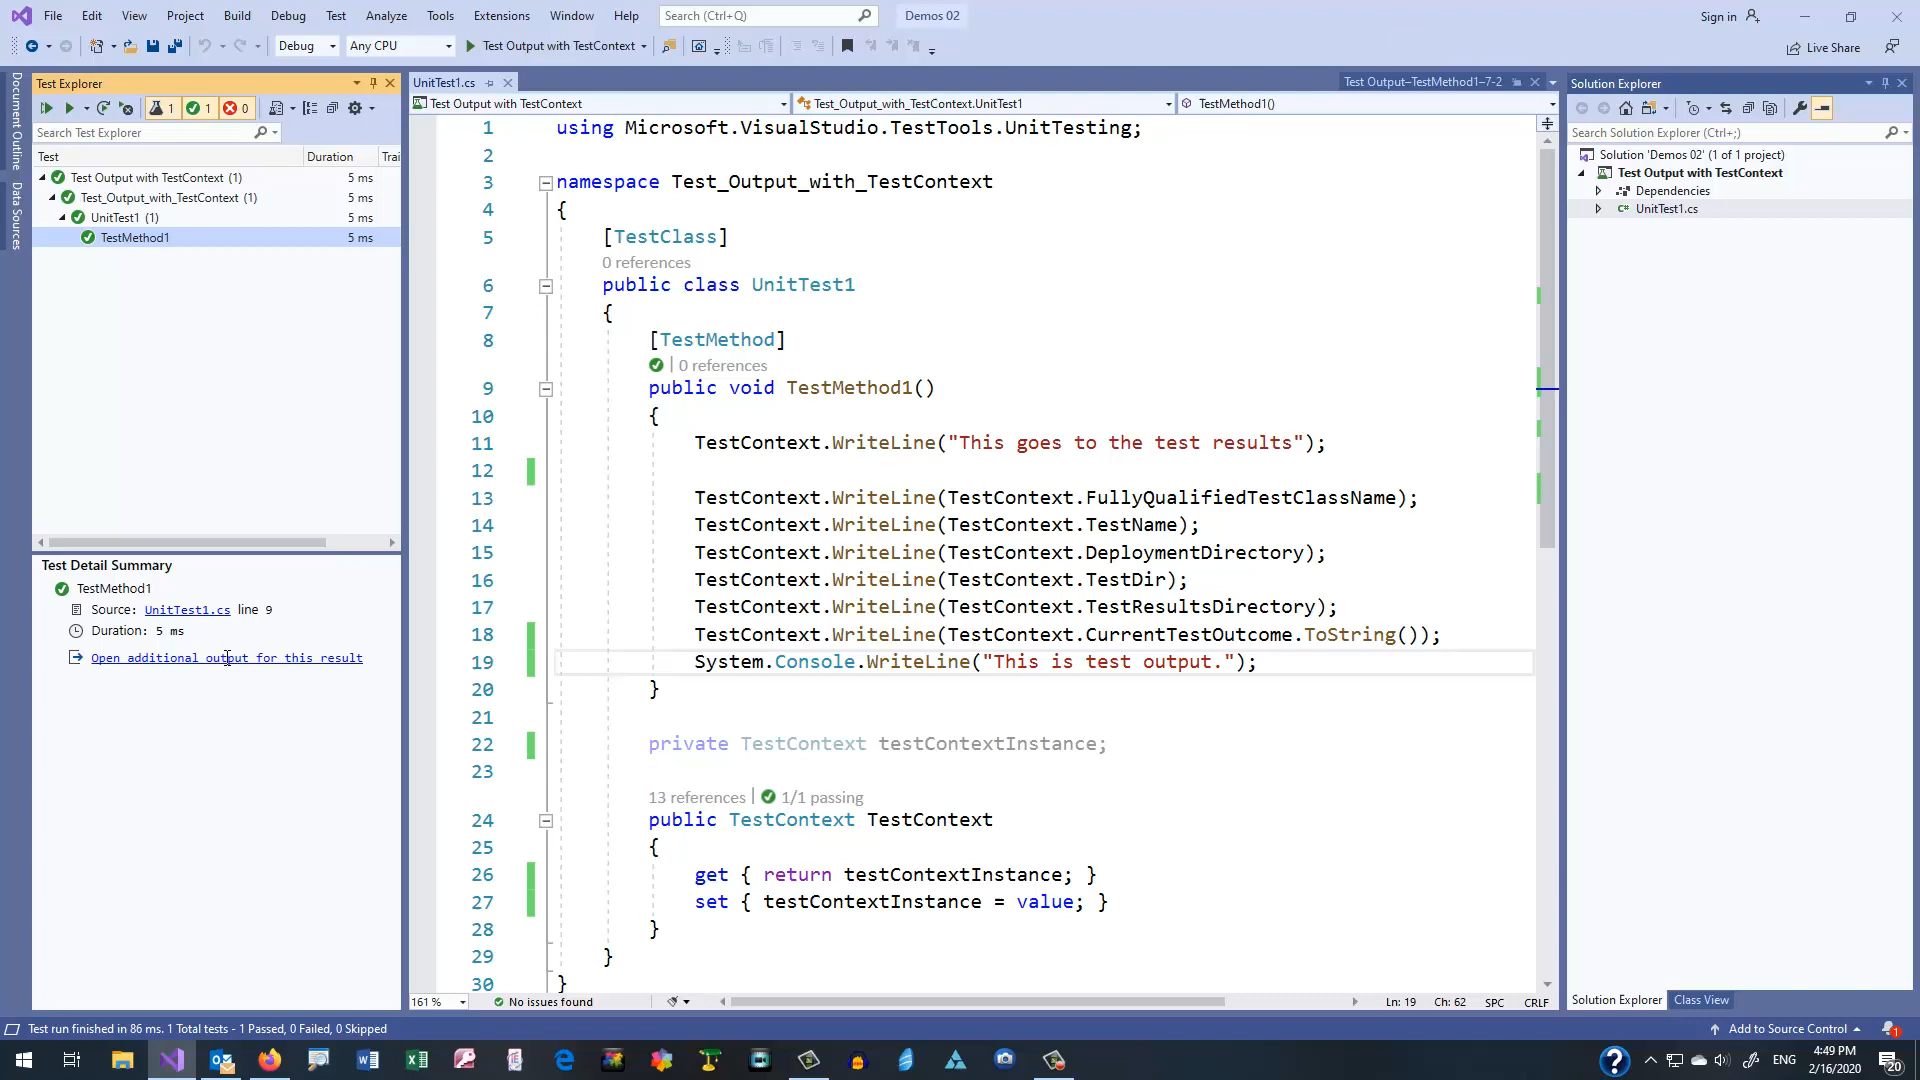 File Edit View Project Build Debug Test Analyze Tools Extensions Window Help Search (Ctrl+Q) Demos 02 Sign in
Debug Any CPU Test Output with TestContext Live Share
Document Outline
Data Sources
Test Explorer
1 1 0
Search Test Explorer
Test Duration Trai
Test Output with TestContext (1) 5 ms
Test_Output_with_TestContext (1) 5 ms
UnitTest1 (1) 5 ms
TestMethod1 5 ms
Test Detail Summary
TestMethod1
Source: UnitTest1.cs line 9
Duration: 5 ms
Open additional output for this result
UnitTest1.cs Test Output–TestMethod1–7-2
Test Output with TestContext Test_Output_with_TestContext.UnitTest1 TestMethod1()
1 using Microsoft.VisualStudio.TestTools.UnitTesting;
2
3 namespace Test_Output_with_TestContext
4 {
5 [TestClass]
0 references
6 public class UnitTest1
7 {
8 [TestMethod]
| 0 references
9 public void TestMethod1()
10 {
11 TestContext.WriteLine("This goes to the test results");
12
13 TestContext.WriteLine(TestContext.FullyQualifiedTestClassName);
14 TestContext.WriteLine(TestContext.TestName);
15 TestContext.WriteLine(TestContext.DeploymentDirectory);
16 TestContext.WriteLine(TestContext.TestDir);
17 TestContext.WriteLine(TestContext.TestResultsDirectory);
18 TestContext.WriteLine(TestContext.CurrentTestOutcome.ToString());
19 System.Console.WriteLine("This is test output.");
20 }
21
22 private TestContext testContextInstance;
23
13 references | 1/1 passing
24 public TestContext TestContext
25 {
26 get { return testContextInstance; }
27 set { testContextInstance = value; }
28 }
29 }
30 }
161 % No issues found Ln: 19 Ch: 62 SPC CRLF
Solution Explorer
Search Solution Explorer (Ctrl+;)
Solution 'Demos 02' (1 of 1 project)
Test Output with TestContext
Dependencies
C# UnitTest1.cs
Solution Explorer Class View
Test run finished in 86 ms. 1 Total tests - 1 Passed, 0 Failed, 0 Skipped Add to Source Control 1
ENG 4:49 PM
2/16/2020 20